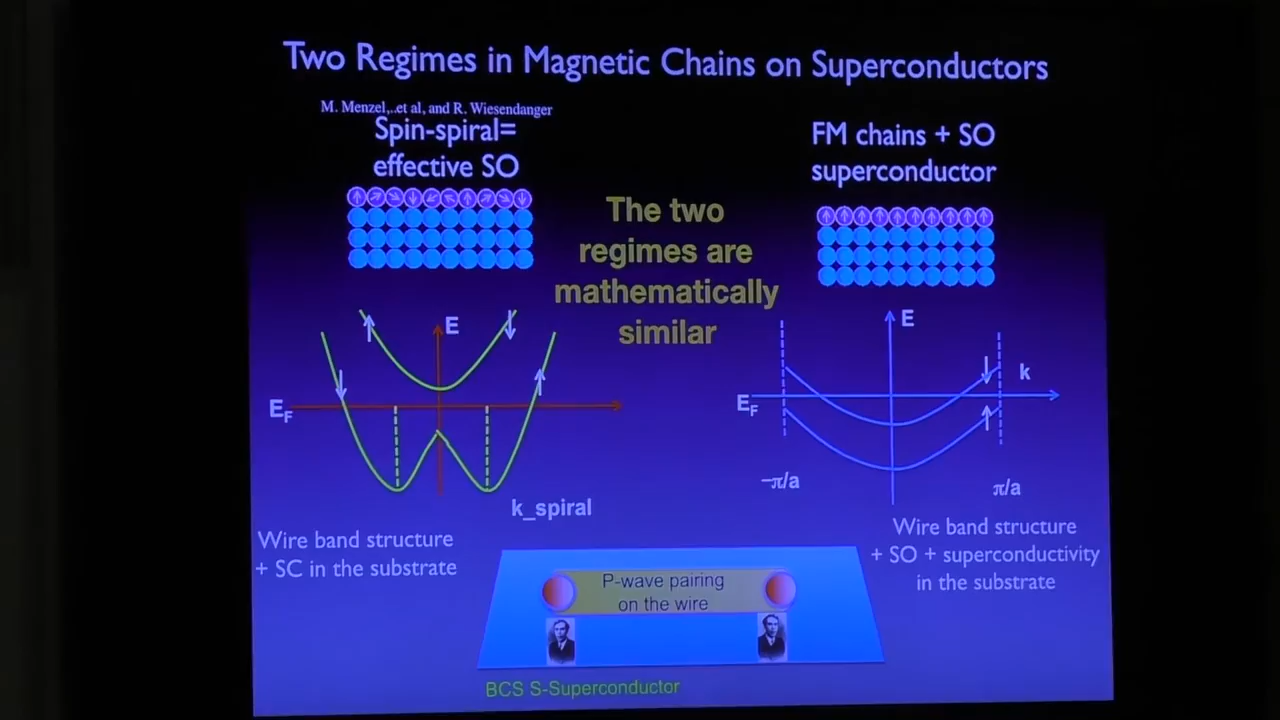 Two Regimes in Magnetic Chains on Superconductors
M. Menzel,..et al, and R. Wiesendanger
Spin-spiral=
effective SO
FM chains + SO
superconductor
The two
regimes are
mathematically
similar
E
E_F
k_spiral
E
k
E_F
−π/a
π/a
Wire band structure
+ SC in the substrate
Wire band structure
+ SO + superconductivity
in the substrate
P-wave pairing
on the wire
BCS S-Superconductor